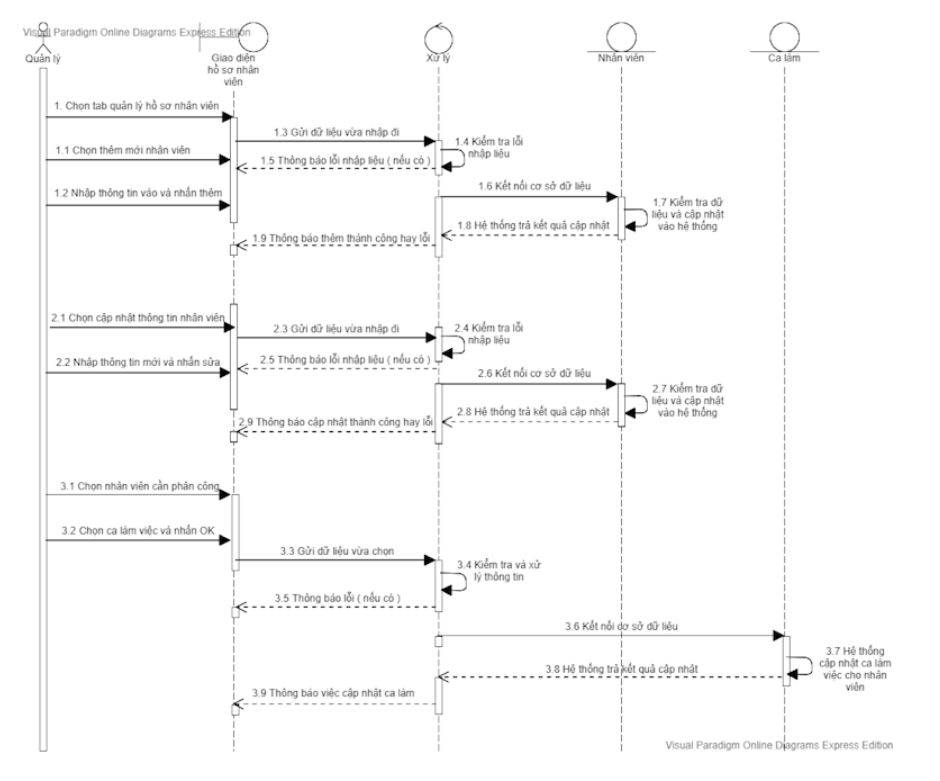 Visual Paradigm Online Diagrams Express Edition
Quản lý
Giao diện
hồ sơ nhân
viên
Xử lý
Nhân viên
Ca làm
1. Chọn tab quản lý hồ sơ nhân viên
1.3 Gửi dữ liệu vừa nhập đi
1.4 Kiểm tra lỗi
nhập liệu
1.1 Chọn thêm mới nhân viên
1.5 Thông báo lỗi nhập liệu ( nếu có )
1.2 Nhập thông tin vào và nhấn thêm
1.6 Kết nối cơ sở dữ liệu
1.7 Kiểm tra dữ
liệu và cập nhật
vào hệ thống
1.8 Hệ thống trả kết quả cập nhật
1.9 Thông báo thêm thành công hay lỗi
2.1 Chọn cập nhật thông tin nhân viên
2.3 Gửi dữ liệu vừa nhập đi
2.4 Kiểm tra lỗi
nhập liệu
2.2 Nhập thông tin mới và nhấn sửa
2.5 Thông báo lỗi nhập liệu ( nếu có )
2.6 Kết nối cơ sở dữ liệu
2.7 Kiểm tra dữ
liệu và cập nhật
vào hệ thống
2.8 Hệ thống trả kết quả cập nhật
2.9 Thông báo cập nhật thành công hay lỗi
3.1 Chọn nhân viên cần phân công
3.2 Chọn ca làm việc và nhấn OK
3.3 Gửi dữ liệu vừa chọn
3.4 Kiểm tra và xử
lý thông tin
3.5 Thông báo lỗi ( nếu có )
3.6 Kết nối cơ sở dữ liệu
3.7 Hệ thống
cập nhật ca làm
việc cho nhân
viên
3.8 Hệ thống trả kết quả cập nhật
3.9 Thông báo việc cập nhật ca làm
Visual Paradigm Online Diagrams Express Edition